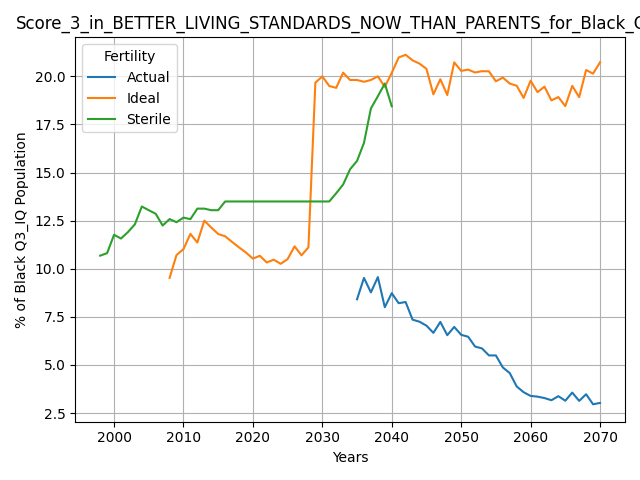 Score_3_in_BETTER_LIVING_STANDARDS_NOW_THAN_PARENTS_for_Black_
Fertility
Actual
Ideal
Sterile
% of Black Q3_IQ Population
20.0
17.5
15.0
12.5
10.0
7.5
5.0
2.5
2000 2010 2020 2030 2040 2050 2060 2070
Years